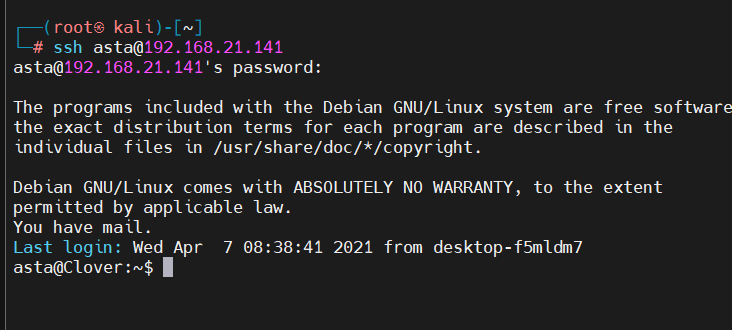 ┌──(root㉿ kali)-[~]
└─# ssh asta@192.168.21.141
asta@192.168.21.141's password:
The programs included with the Debian GNU/Linux system are free software
the exact distribution terms for each program are described in the
individual files in /usr/share/doc/*/copyright.
Debian GNU/Linux comes with ABSOLUTELY NO WARRANTY, to the extent
permitted by applicable law.
You have mail.
Last login: Wed Apr  7 08:38:41 2021 from desktop-f5mldm7
asta@Clover:~$